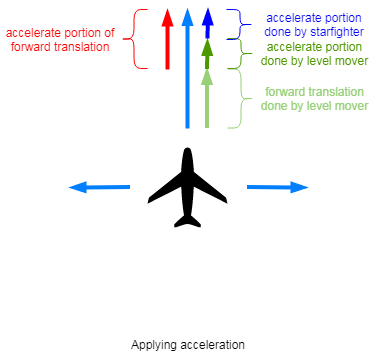 accelerate portion of
forward translation
accelerate portion
done by starfighter
accelerate portion
done by level mover
forward translation
done by level mover
Applying acceleration